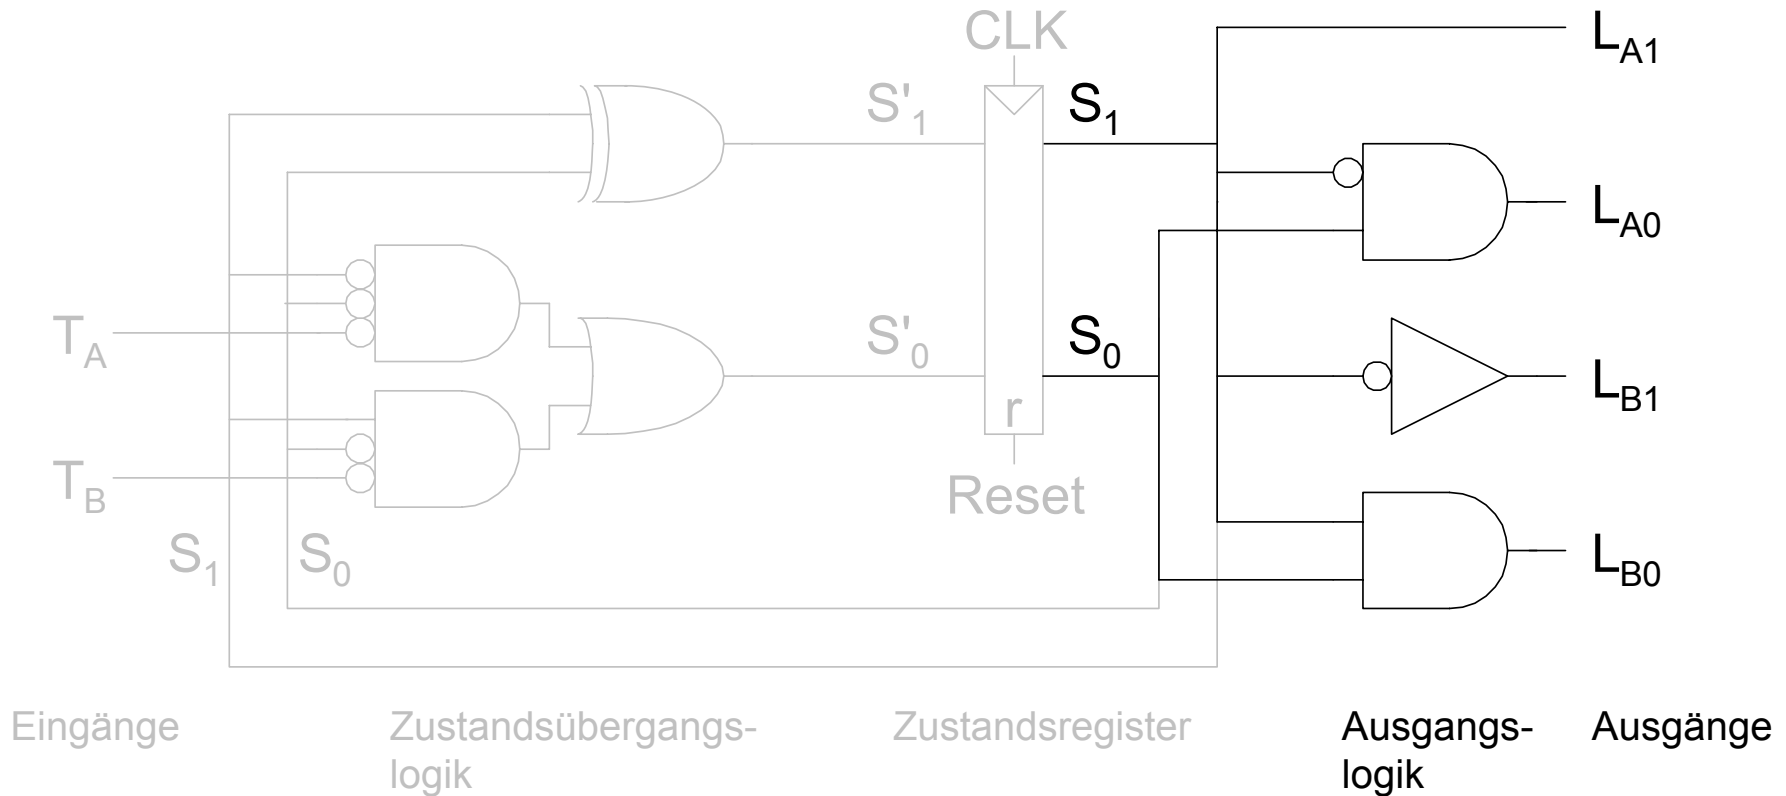 CLK
L_A1
S'_1
S_1
L_A0
T_A
S'_0
S_0
L_B1
r
T_B
Reset
S_1
S_0
L_B0
Eingänge
Zustandsübergangs-
logik
Zustandsregister
Ausgangs-
logik
Ausgänge